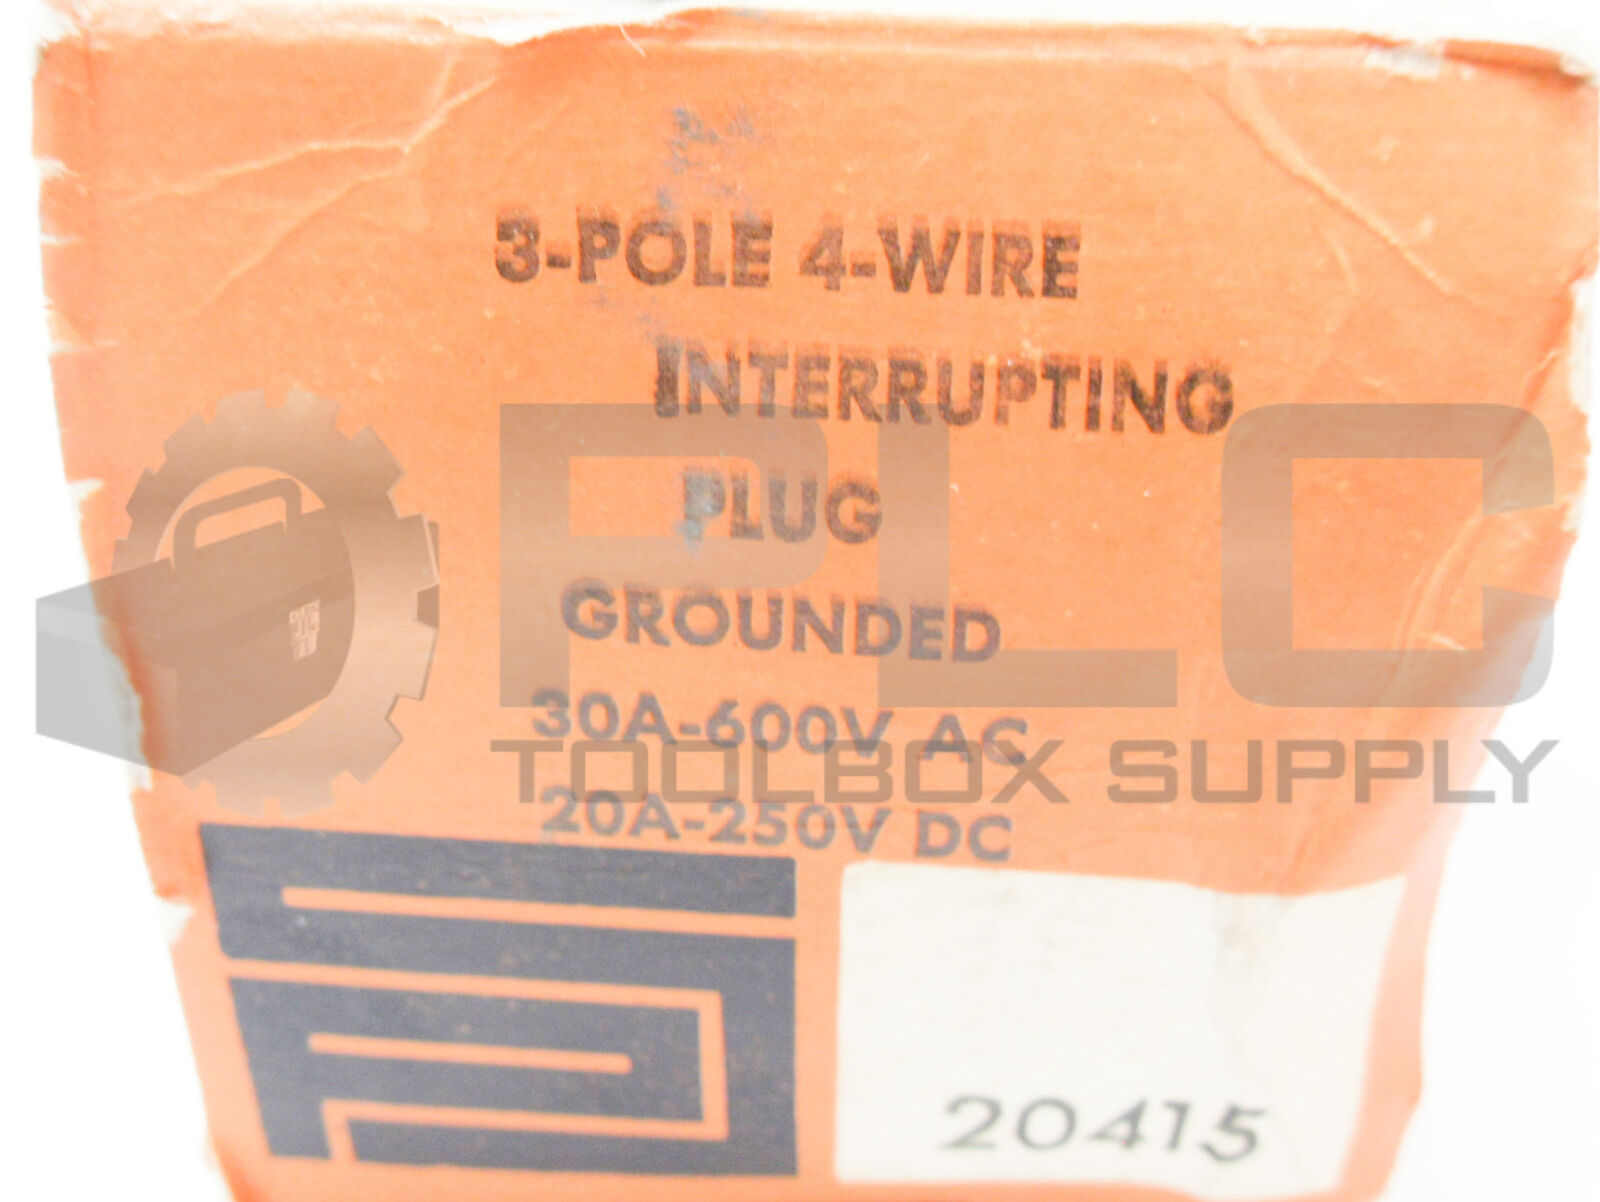 3-POLE 4-WIRE
INTERRUPTING
PLUG
GROUNDED
30A-600V AC
20A-250V DC
20415
PLC
TOOLBOX SUPPLY